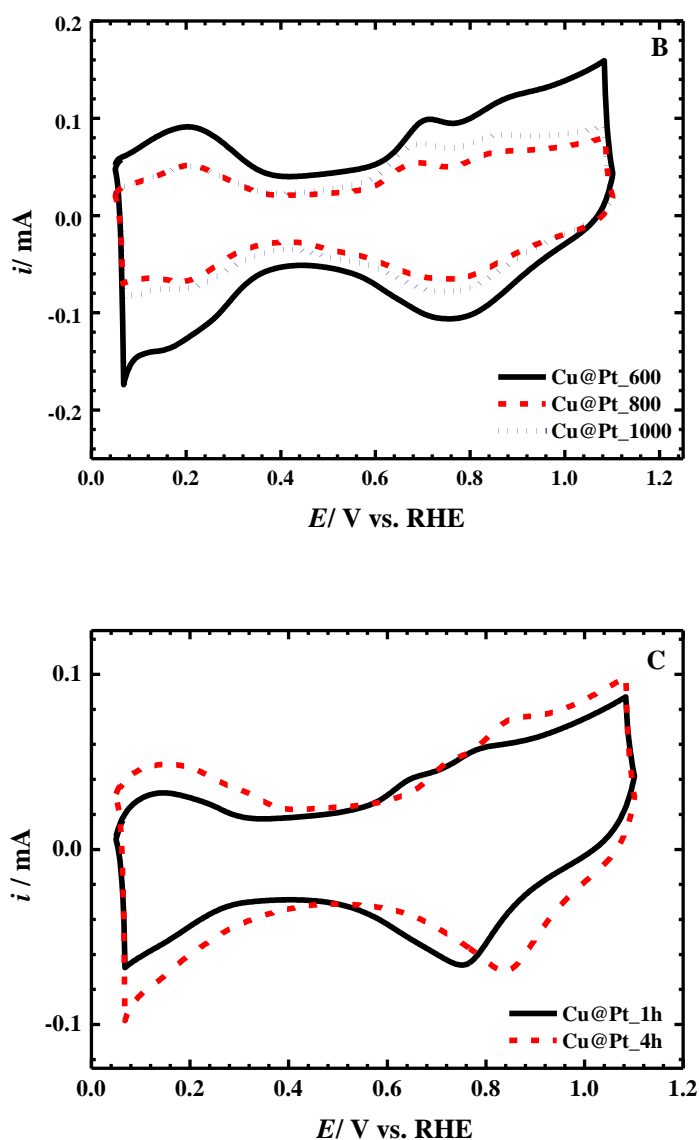 B
0.2
0.1
0.0
-0.1
-0.2
i/ mA
Cu@Pt_600
Cu@Pt_800
Cu@Pt_1000
0.0 0.2 0.4 0.6 0.8 1.0 1.2
E/ V vs. RHE
C
0.1
0.0
-0.1
i / mA
Cu@Pt_1h
Cu@Pt_4h
0.0 0.2 0.4 0.6 0.8 1.0 1.2
E/ V vs. RHE